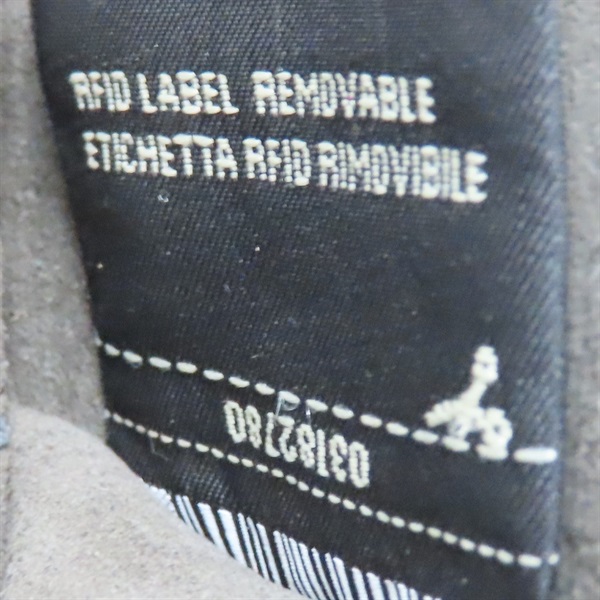 RFID LABEL REMOVABLE
ETICHETTA RFID RIMOVIBILE